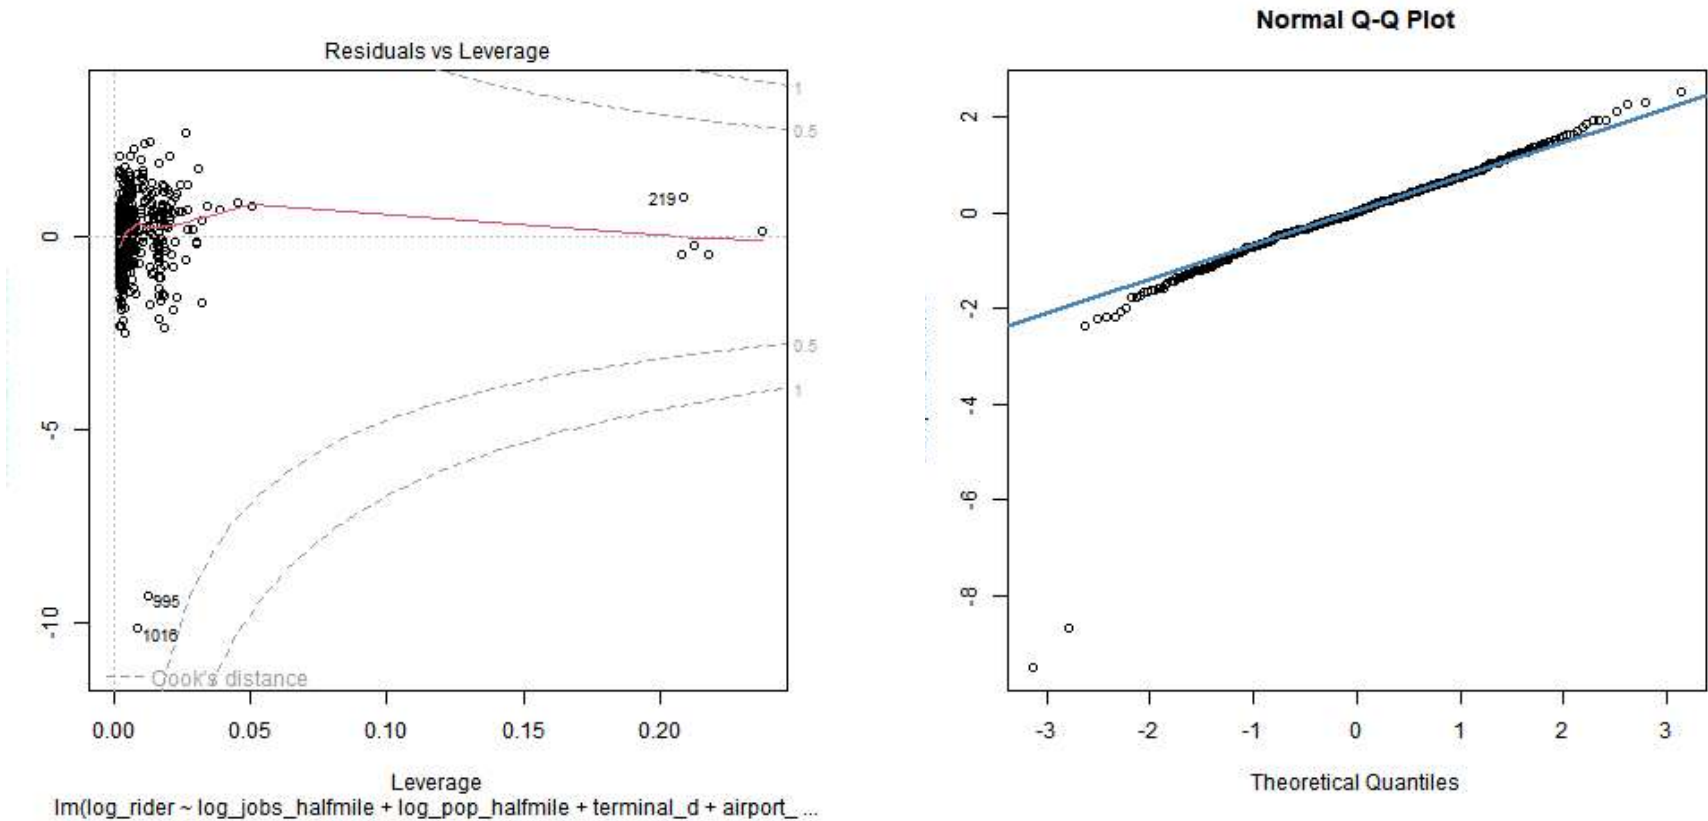 Residuals vs Leverage
1
0.5
219
0
0.5
1
-5
995
-10
1016
Cook's distance
0.00 0.05 0.10 0.15 0.20
Leverage
lm(log_rider ~ log_jobs_halfmile + log_pop_halfmile + terminal_d + airport_ ...
Normal Q-Q Plot
2
0
-2
-4
-6
-8
-3 -2 -1 0 1 2 3
Theoretical Quantiles